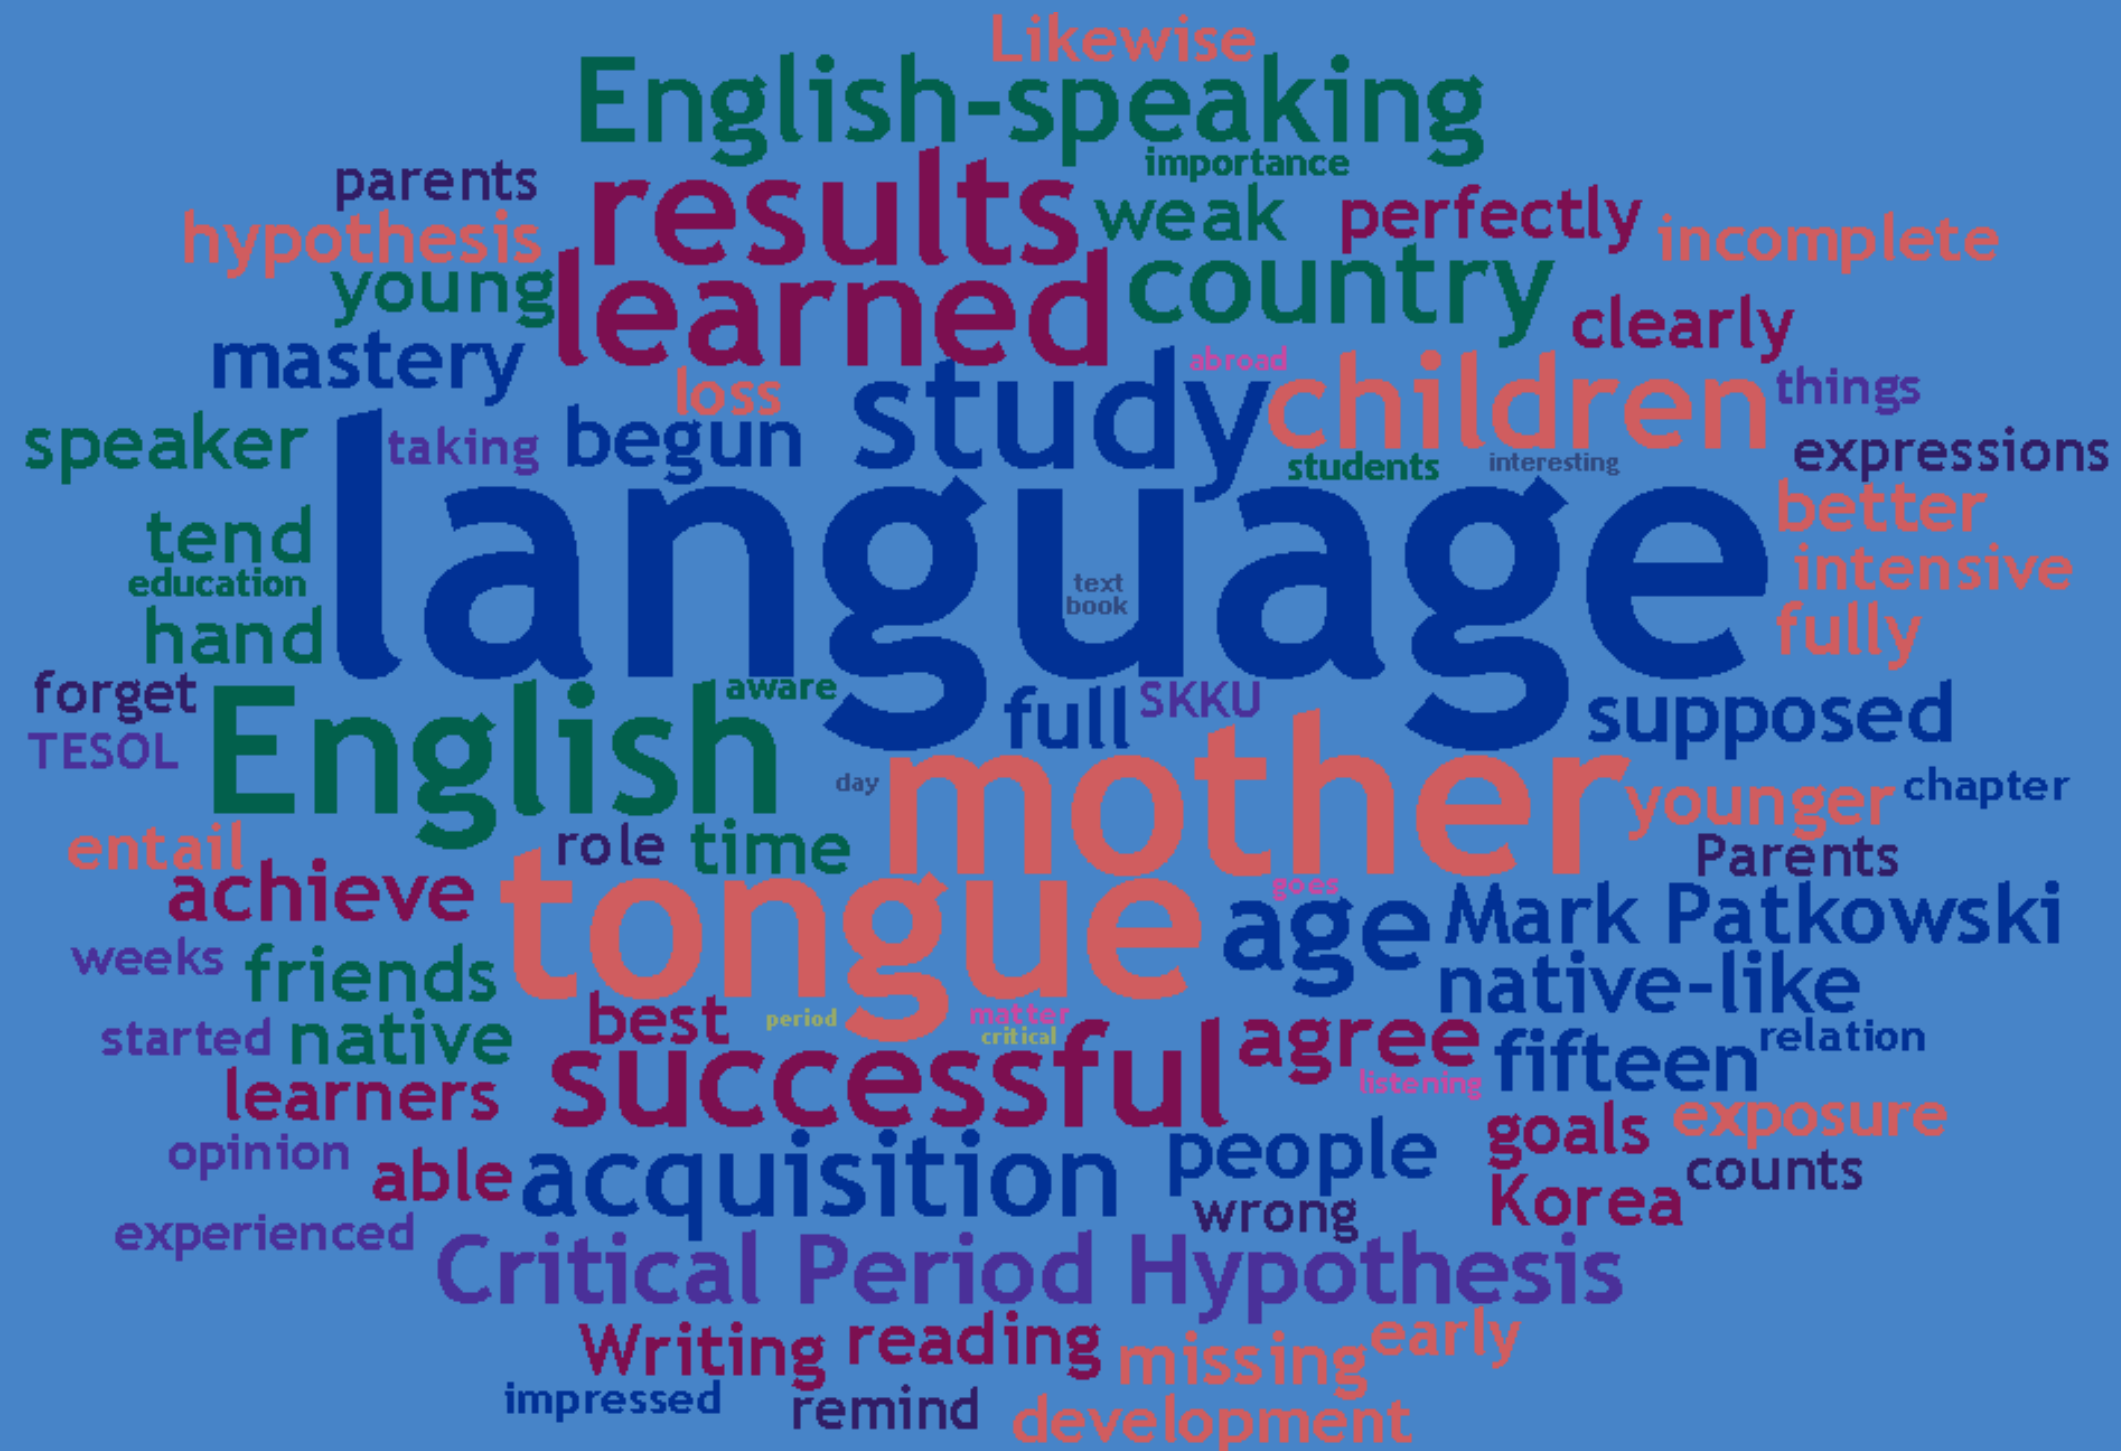 Likewise
English-speaking
importance
parents
results
weak
perfectly
hypothesis
incomplete
young
learned
country
clearly
mastery
loss
study
abroad
children
things
speaker
taking
begun
students
interesting
expressions
tend
language
better
education
text
book
intensive
hand
fully
forget
English
aware
full
SKKU
supposed
TESOL
day
mother
younger
chapter
entail
role
time
Parents
achieve
tongue
goes
age
Mark Patkowski
weeks
friends
native-like
started
native
best
period
matter
critical
agree
fifteen
relation
learners
successful
listening
goals
exposure
opinion
able
acquisition
people
Korea
counts
experienced
wrong
Critical Period Hypothesis
Writing
reading
missing
early
impressed
remind
development